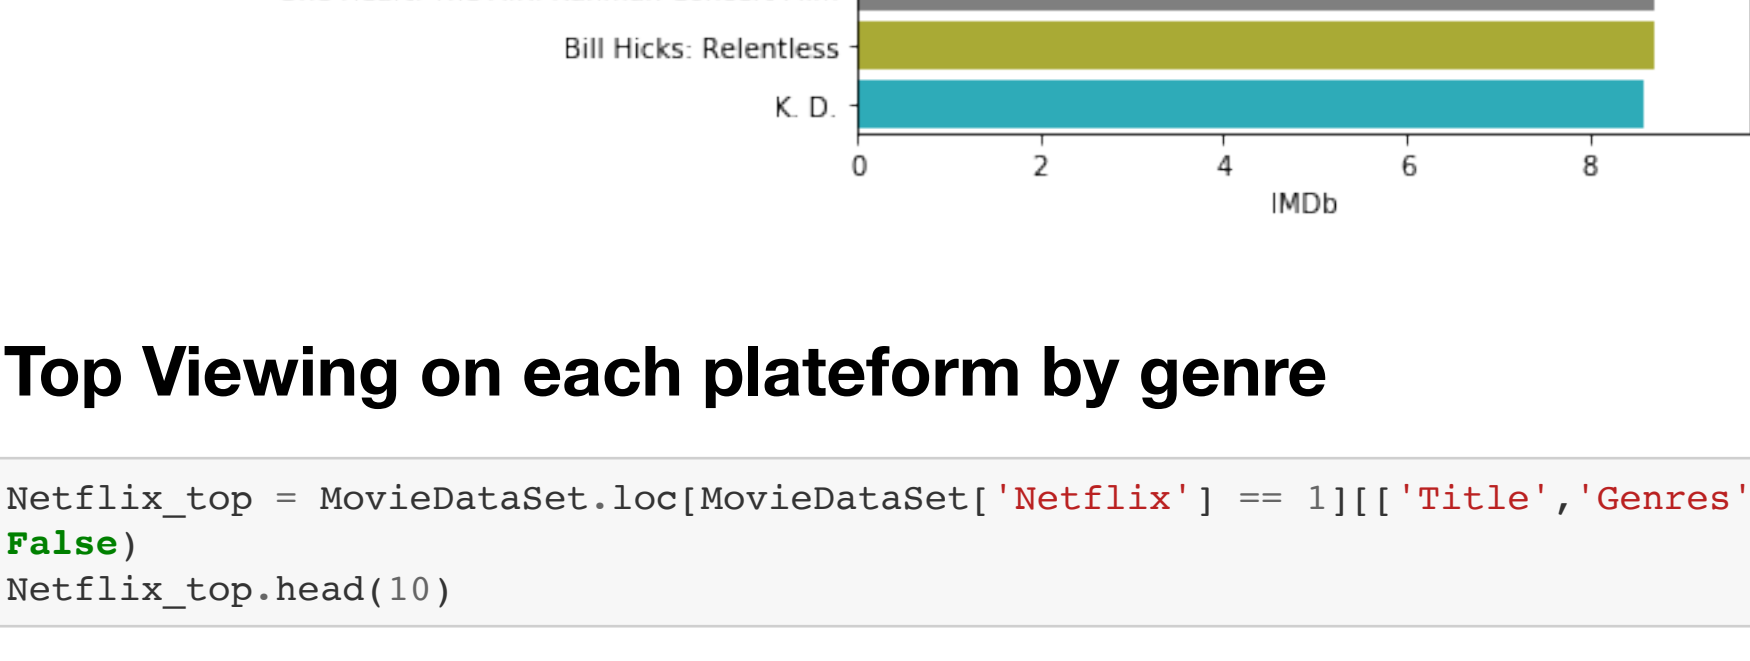 Bill Hicks: Relentless
K. D.
0 2 4 6 8
IMDb
Top Viewing on each plateform by genre
Netflix_top = MovieDataSet.loc[MovieDataSet['Netflix'] == 1][['Title','Genres'
False)
Netflix_top.head(10)